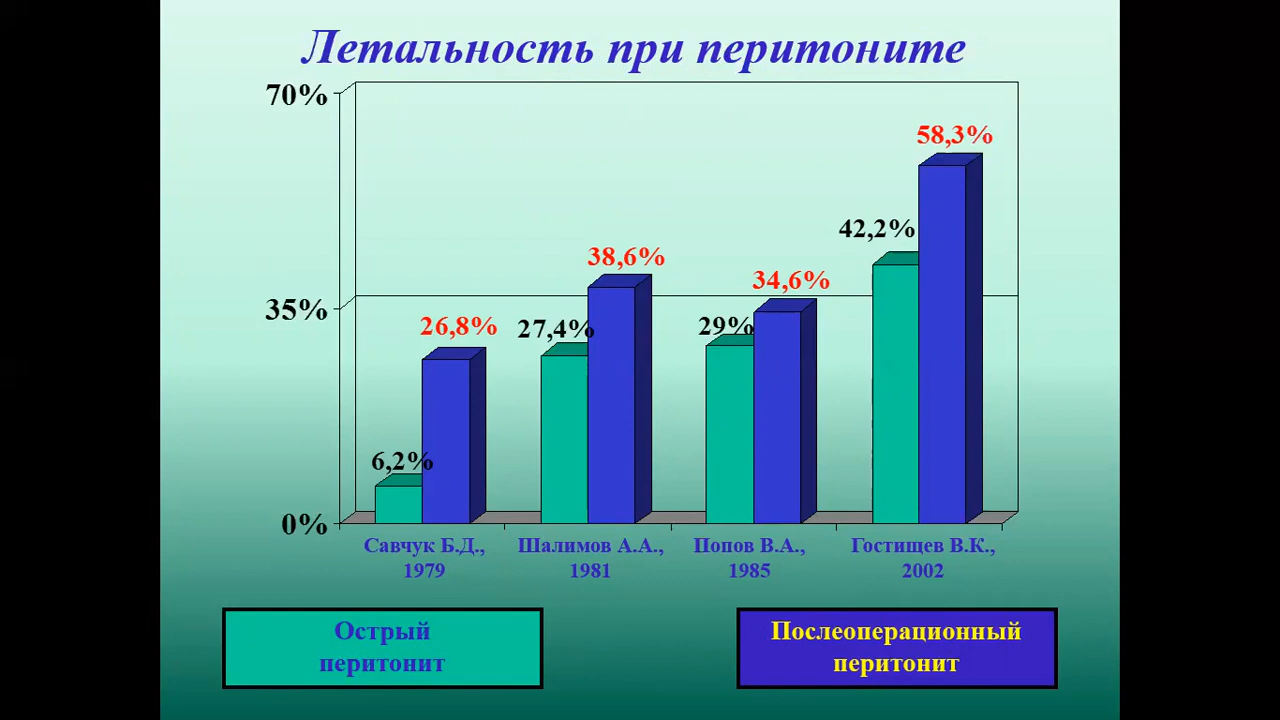 Летальность при перитоните
70%
58,3%
42,2%
38,6%
34,6%
35%
26,8%
27,4%
29%
6,2%
0%
Савчук Б.Д.,
1979
Шалимов А.А.,
1981
Попов В.А.,
1985
Гостищев В.К.,
2002
Острый
перитонит
Послеоперационный
перитонит